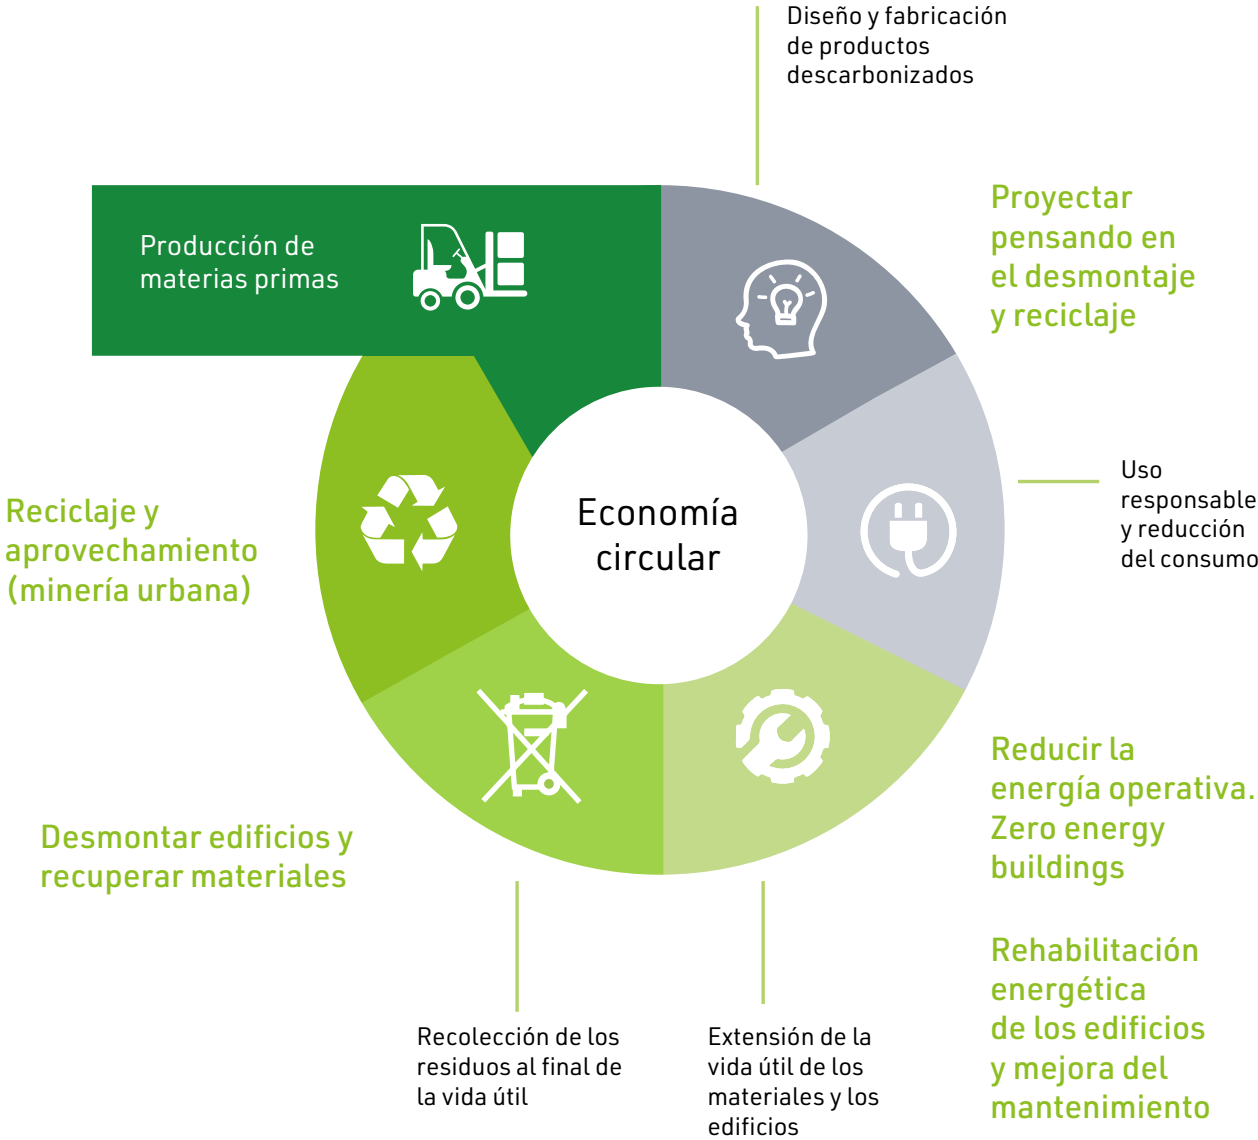 Diseño y fabricación
de productos
descarbonizados
Producción de
materias primas
Proyectar
pensando en
el desmontaje
y reciclaje
Uso
responsable
y reducción
del consumo
Economía
circular
Reciclaje y
aprovechamiento
(minería urbana)
Reducir la
energía operativa.
Zero energy
buildings
Desmontar edificios y
recuperar materiales
Rehabilitación
energética
de los edificios
y mejora del
mantenimiento
Recolección de los
residuos al final de
la vida útil
Extensión de la
vida útil de los
materiales y los
edificios